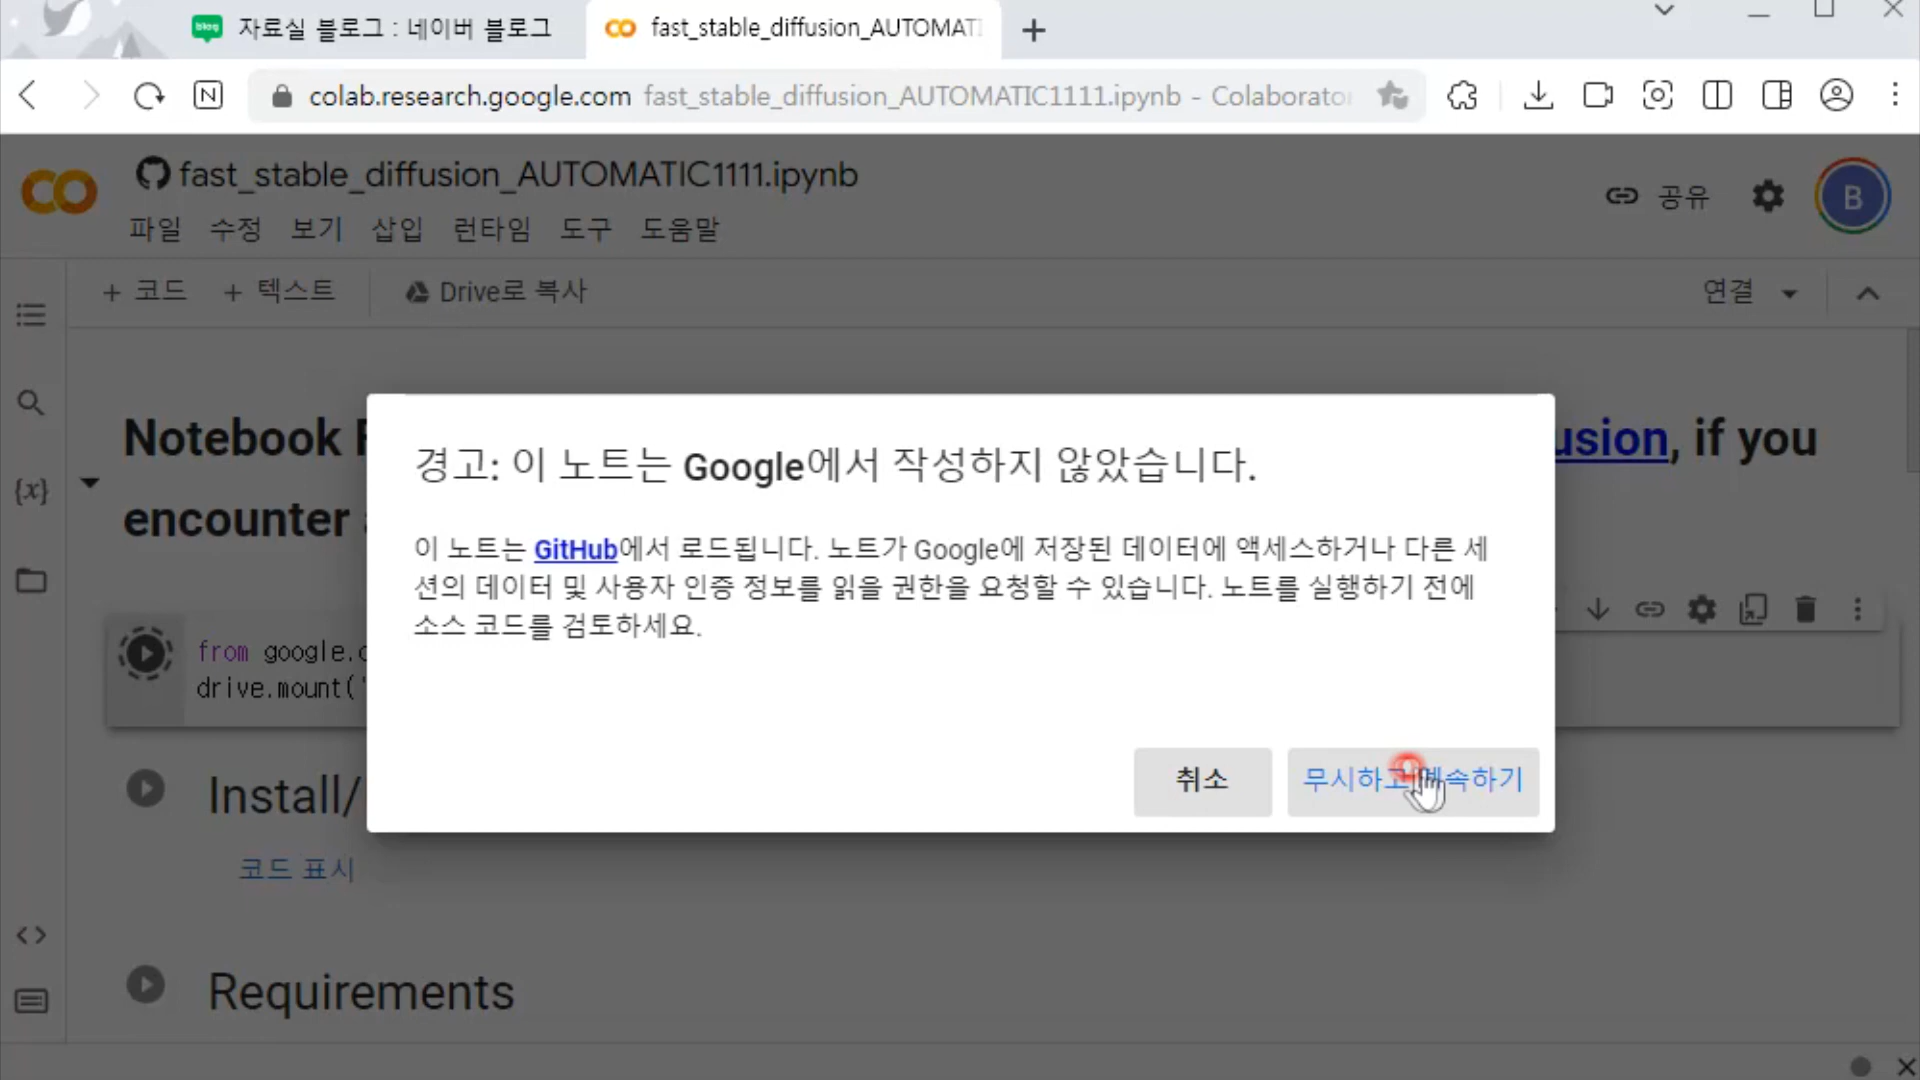 blog 자료실 블로그 : 네이버 블로그
fast_stable_diffusion_AUTOMATI
N
colab.research.google.com fast_stable_diffusion_AUTOMATIC1111.ipynb - Colaborato
CO
fast_stable_diffusion_AUTOMATIC1111.ipynb
공유
B
파일 수정 보기 삽입 런타임 도구 도움말
+ 코드 + 텍스트 Drive로 복사
연결
Notebook
usion, if you
encounter
{x}
경고: 이 노트는 Google에서 작성하지 않았습니다.
이 노트는 GitHub에서 로드됩니다. 노트가 Google에 저장된 데이터에 액세스하거나 다른 세
션의 데이터 및 사용자 인증 정보를 읽을 권한을 요청할 수 있습니다. 노트를 실행하기 전에
소스 코드를 검토하세요.
from google.c
drive.mount('
취소
무시하고 계속하기
Install/
코드 표시
Requirements